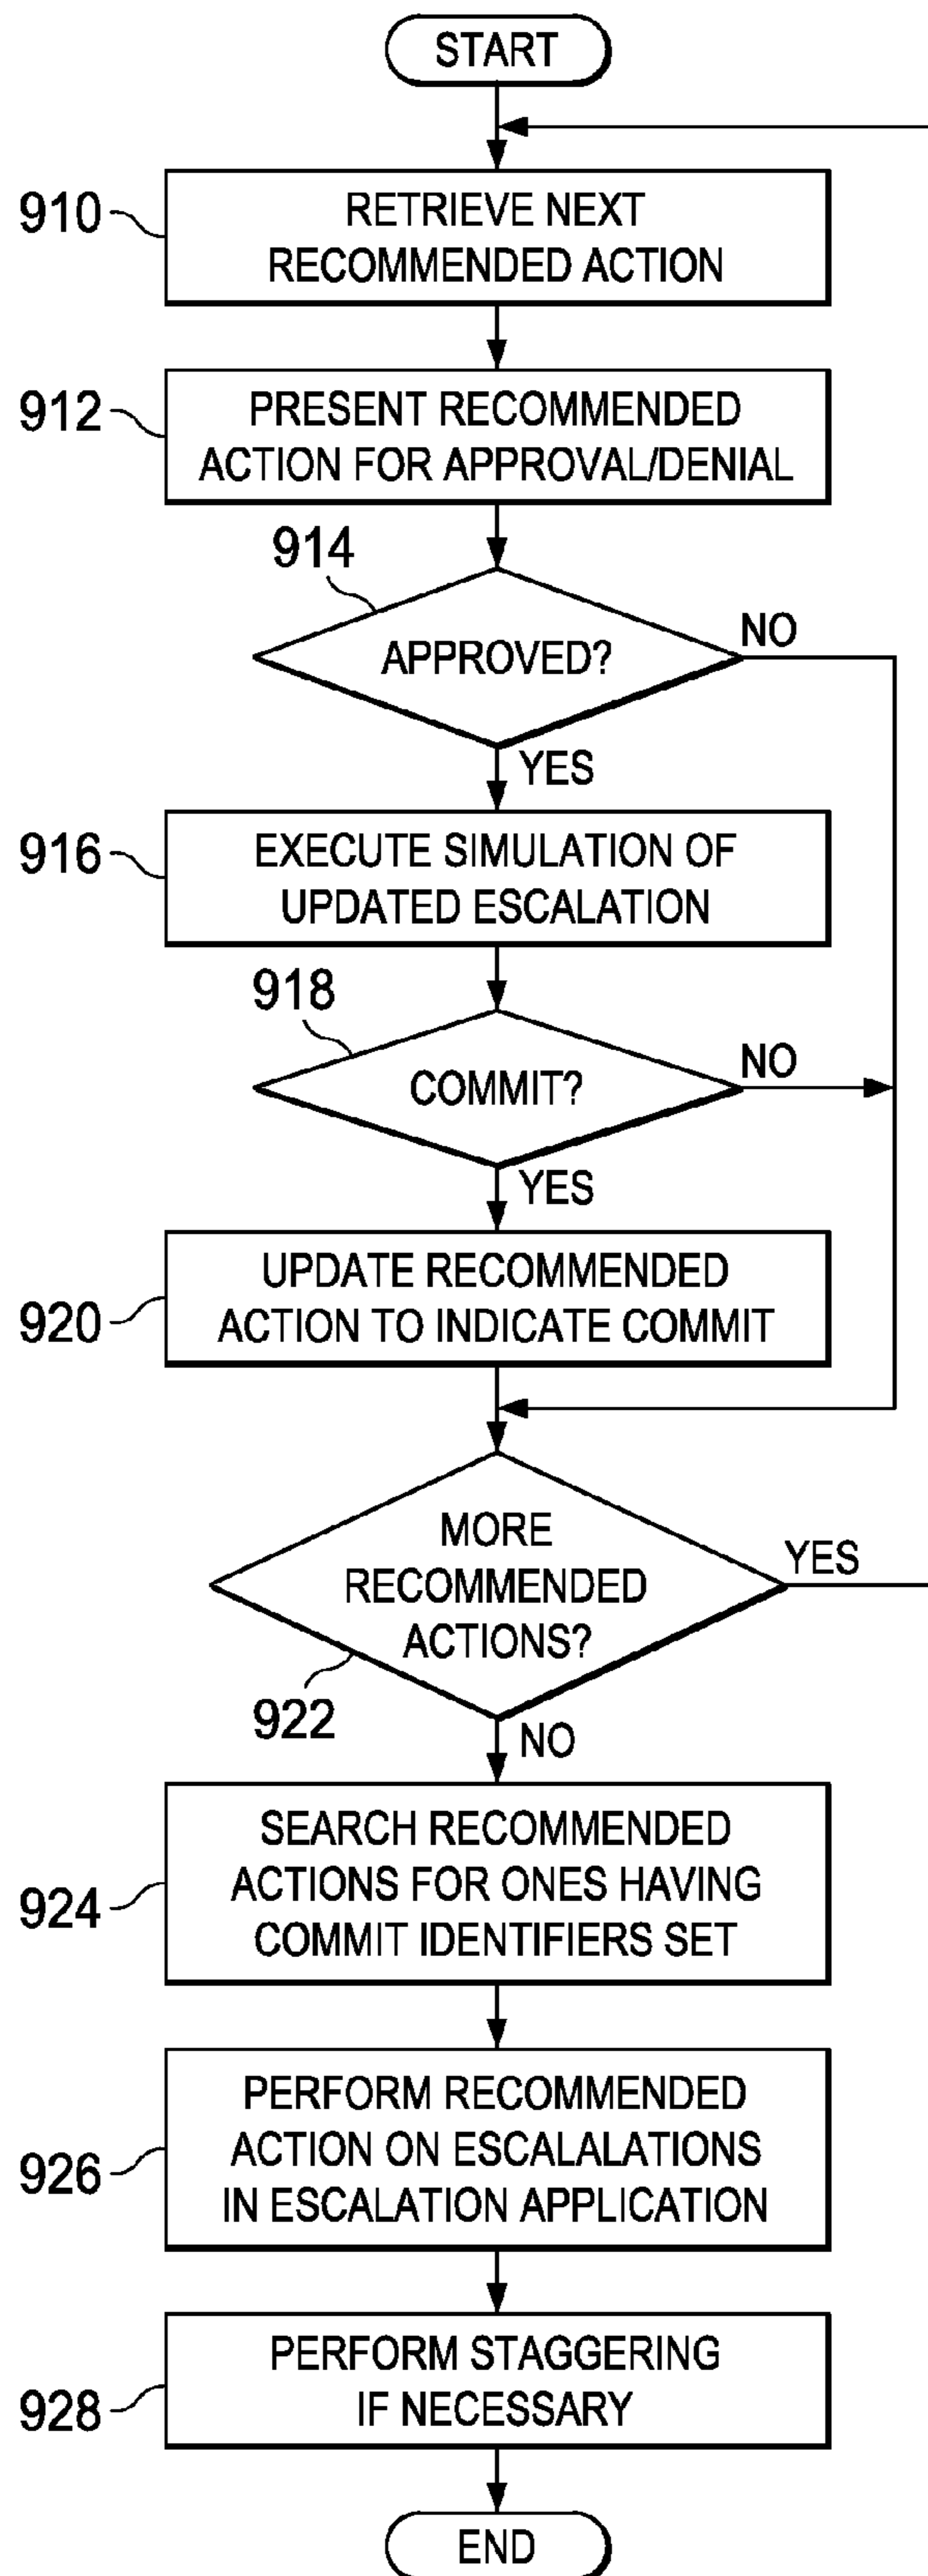 START
910
RETRIEVE NEXT
RECOMMENDED ACTION
912
PRESENT RECOMMENDED
ACTION FOR APPROVAL/DENIAL
914
APPROVED?
NO
YES
916
EXECUTE SIMULATION OF
UPDATED ESCALATION
918
COMMIT?
NO
YES
920
UPDATE RECOMMENDED
ACTION TO INDICATE COMMIT
MORE
RECOMMENDED
ACTIONS?
YES
922
NO
924
SEARCH RECOMMENDED
ACTIONS FOR ONES HAVING
COMMIT IDENTIFIERS SET
926
PERFORM RECOMMENDED
ACTION ON ESCALALATIONS
IN ESCALATION APPLICATION
928
PERFORM STAGGERING
IF NECESSARY
END